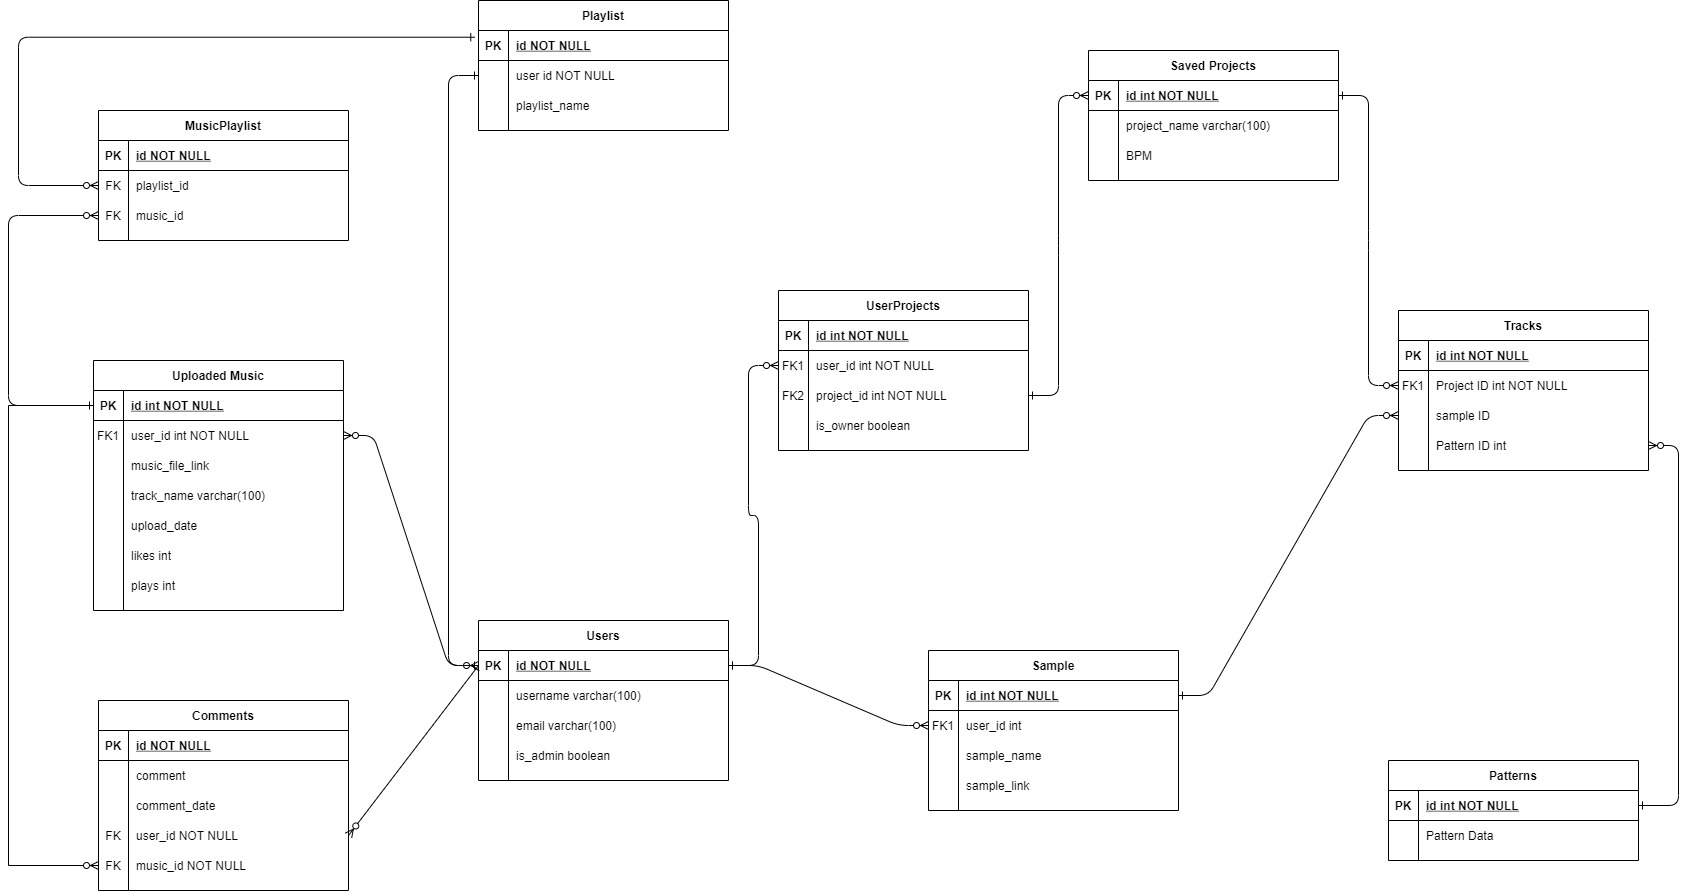 Playlist
PK id NOT NULL
user id NOT NULL
playlist_name
Saved Projects
PK id int NOT NULL
project_name varchar(100)
BPM
MusicPlaylist
PK id NOT NULL
FK playlist_id
FK music_id
UserProjects
PK id int NOT NULL
FK1 user_id int NOT NULL
FK2 project_id int NOT NULL
is_owner boolean
Tracks
PK id int NOT NULL
FK1 Project ID int NOT NULL
sample ID
Pattern ID int
Uploaded Music
PK id int NOT NULL
FK1 user_id int NOT NULL
music_file_link
track_name varchar(100)
upload_date
likes int
plays int
Users
PK id NOT NULL
username varchar(100)
email varchar(100)
is_admin boolean
Sample
PK id int NOT NULL
FK1 user_id int
sample_name
sample_link
Comments
PK id NOT NULL
comment
comment_date
FK user_id NOT NULL
FK music_id NOT NULL
Patterns
PK id int NOT NULL
Pattern Data